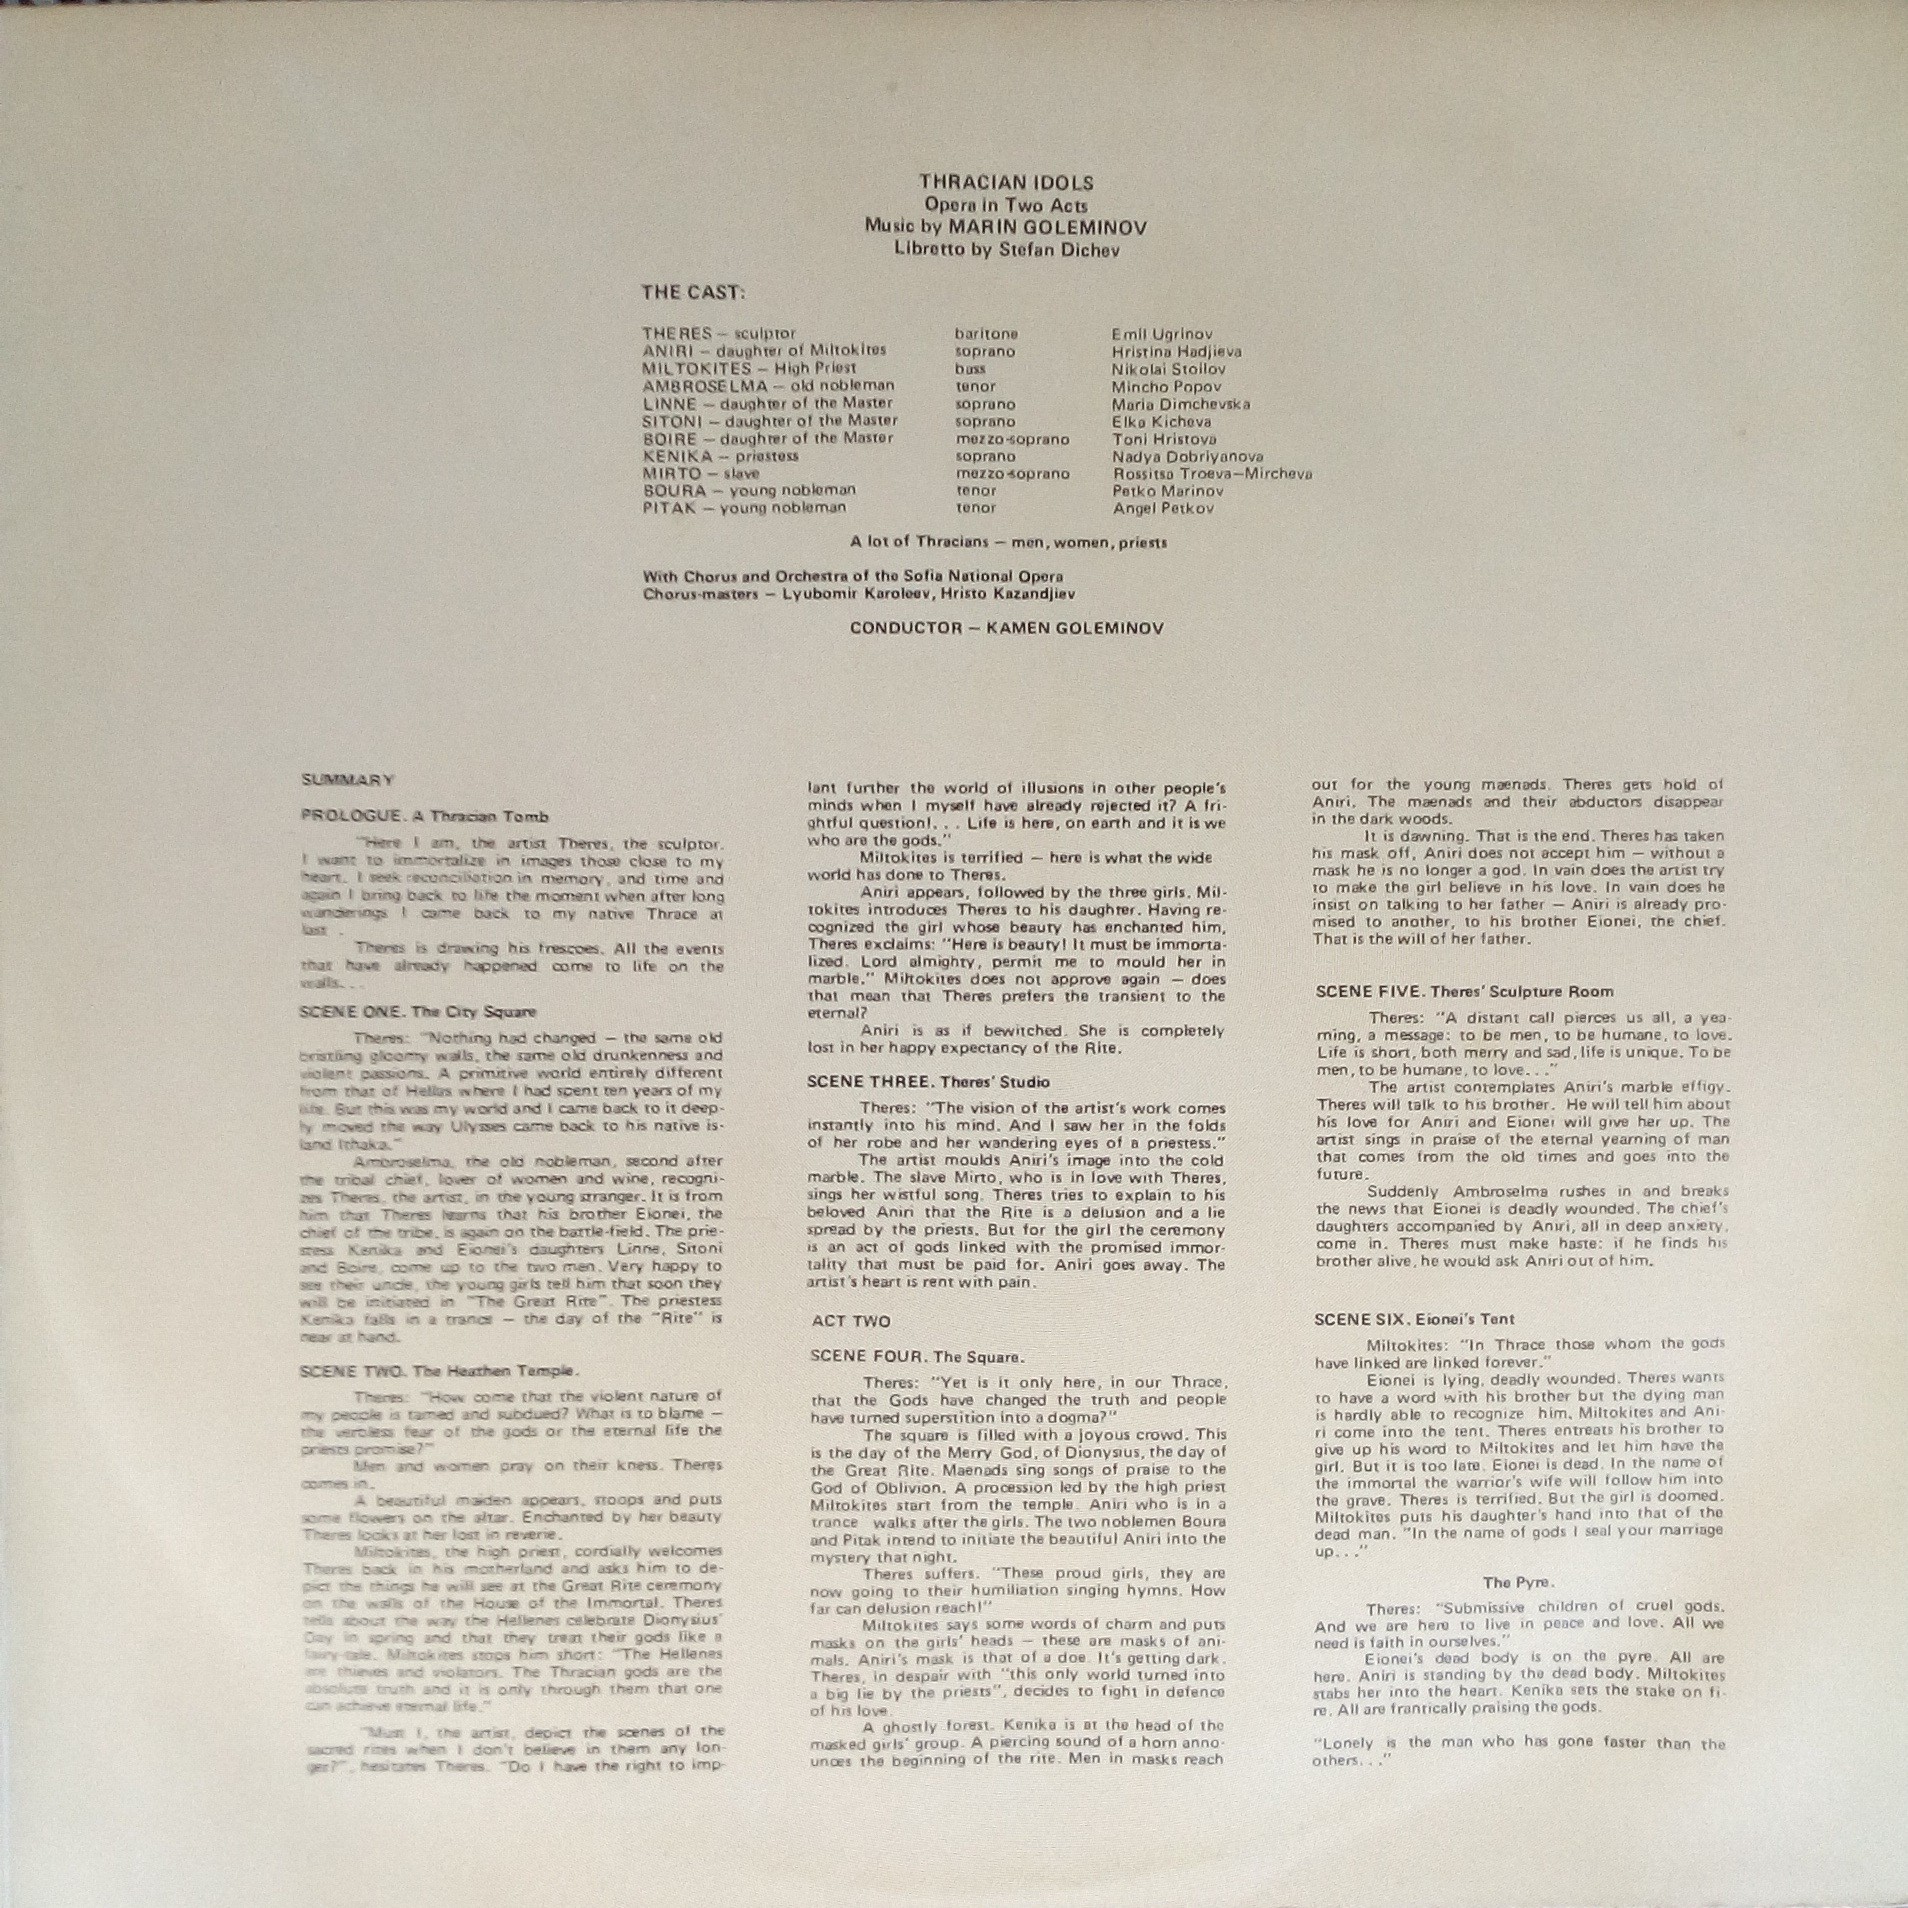 THRACIAN IDOLS
Opera in Two Acts
Music by MARIN GOLEMINOV
Libretto by Stefan Dichev
THE CAST:
THERES — sculptor baritone Emil Ugrinov
ANIRI — daughter of Miltokites soprano Hristina Hadjieva
MILTOKITES — High Priest bass Nikolai Stoilov
AMBROSELMA — old nobleman tenor Mincho Popov
LINNE — daughter of the Master soprano Maria Dimchevska
SITONI — daughter of the Master soprano Elka Kicheva
BOIRE — daughter of the Master mezzo-soprano Toni Hristova
KENIKA — priestess soprano Nadya Dobriyanova
MIRTO — slave mezzo-soprano Rossitsa Troeva—Mircheva
BOURA — young nobleman tenor Petko Marinov
PITAK — young nobleman tenor Angel Petkov
A lot of Thracians — men, women, priests
With Chorus and Orchestra of the Sofia National Opera
Chorus-masters — Lyubomir Karoleev, Hristo Kazandjiev
CONDUCTOR — KAMEN GOLEMINOV
SUMMARY
PROLOGUE. A Thracian Tomb
"Here I am, the artist Theres, the sculptor.
I want to immortalize in images those close to my
heart. I seek reconciliation in memory, and time and
again I bring back to life the moment when after long
wanderings I came back to my native Thrace at
last .
Theres is drawing his frescoes. All the events
that have already happened come to life on the
walls. . .
SCENE ONE. The City Square
Theres: "Nothing had changed — the same old
bristling gloomy walls, the same old drunkenness and
violent passions. A primitive world entirely different
from that of Hellas where I had spent ten years of my
life. But this was my world and I came back to it deep-
ly moved the way Ulysses came back to his native is-
land Ithaka."
Ambroselma, the old nobleman, second after
the tribal chief, lover of women and wine, recogni-
zes Theres, the artist, in the young stranger. It is from
him that Theres learns that his brother Eionei, the
chief of the tribe, is again on the battle-field. The prie-
stess Kenika and Eionei's daughters Linne, Sitoni
and Boire, come up to the two men. Very happy to
see their uncle, the young girls tell him that soon they
will be initiated in "The Great Rite". The priestess
Kenika falls in a trance — the day of the "Rite" is
near at hand.
SCENE TWO. The Heathen Temple.
Theres: "How come that the violent nature of
my people is tamed and subdued? What is to blame —
the verbless fear of the gods or the eternal life the
priests promise?"
Men and women pray on their kness. Theres
comes in.
A beautiful maiden appears, stoops and puts
some flowers on the altar. Enchanted by her beauty
Theres looks at her lost in reverie.
Miltokites, the high priest, cordially welcomes
Theres back in his motherland and asks him to de-
pict the things he will see at the Great Rite ceremony
on the walls of the House of the Immortal. Theres
tells about the way the Hellenes celebrate Dionysius'
Day in spring and that they treat their gods like a
fairy-tale. Miltokites stops him short: "The Hellenes
are thieves and violators. The Thracian gods are the
absolute truth and it is only through them that one
can achieve eternal life."
"Must I, the artist, depict the scenes of the
sacred rites when I don't believe in them any lon-
ger?", hesitates Theres. "Do I have the right to imp-
lant further the world of illusions in other people's
minds when I myself have already rejected it? A fri-
ghtful question!. . . Life is here, on earth and it is we
who are the gods."
Miltokites is terrified — here is what the wide
world has done to Theres.
Aniri appears, followed by the three girls. Mil-
tokites introduces Theres to his daughter. Having re-
cognized the girl whose beauty has enchanted him,
Theres exclaims: "Here is beauty! It must be immorta-
lized. Lord almighty, permit me to mould her in
marble." Miltokites does not approve again — does
that mean that Theres prefers the transient to the
eternal?
Aniri is as if bewitched. She is completely
lost in her happy expectancy of the Rite.
SCENE THREE. Theres' Studio
Theres: "The vision of the artist's work comes
instantly into his mind. And I saw her in the folds
of her robe and her wandering eyes of a priestess."
The artist moulds Aniri's image into the cold
marble. The slave Mirto, who is in love with Theres,
sings her wistful song. Theres tries to explain to his
beloved Aniri that the Rite is a delusion and a lie
spread by the priests. But for the girl the ceremony
is an act of gods linked with the promised immor-
tality that must be paid for. Aniri goes away. The
artist's heart is rent with pain.
ACT TWO
SCENE FOUR. The Square.
Theres: "Yet is it only here, in our Thrace,
that the Gods have changed the truth and people
have turned superstition into a dogma?"
The square is filled with a joyous crowd. This
is the day of the Merry God, of Dionysius, the day of
the Great Rite. Maenads sing songs of praise to the
God of Oblivion. A procession led by the high priest
Miltokites start from the temple. Aniri who is in a
trance walks after the girls. The two noblemen Boura
and Pitak intend to initiate the beautiful Aniri into the
mystery that night.
Theres suffers. "These proud girls, they are
now going to their humiliation singing hymns. How
far can delusion reach!"
Miltokites says some words of charm and puts
masks on the girls' heads — these are masks of ani-
mals. Aniri's mask is that of a doe. It's getting dark.
Theres, in despair with "this only world turned into
a big lie by the priests", decides to fight in defence
of his love.
A ghostly forest. Kenika is at the head of the
masked girls' group. A piercing sound of a horn anno-
unces the beginning of the rite. Men in masks reach
out for the young maenads. Theres gets hold of
Aniri. The maenads and their abductors disappear
in the dark woods.
It is dawning. That is the end. Theres has taken
his mask off, Aniri does not accept him — without a
mask he is no longer a god. In vain does the artist try
to make the girl believe in his love. In vain does he
insist on talking to her father — Aniri is already pro-
mised to another, to his brother Eionei, the chief.
That is the will of her father.
SCENE FIVE. Theres' Sculpture Room
Theres: "A distant call pierces us all, a yea-
rning, a message: to be men, to be humane, to love.
Life is short, both merry and sad, life is unique. To be
men, to be humane, to love. . ."
The artist contemplates Aniri's marble effigy.
Theres will talk to his brother. He will tell him about
his love for Aniri and Eionei will give her up. The
artist sings in praise of the eternal yearning of man
that comes from the old times and goes into the
future.
Suddenly Ambroselma rushes in and breaks
the news that Eionei is deadly wounded. The chief's
daughters accompanied by Aniri, all in deep anxiety,
come in. Theres must make haste: if he finds his
brother alive, he would ask Aniri out of him.
SCENE SIX. Eionei's Tent
Miltokites: "In Thrace those whom the gods
have linked are linked forever."
Eionei is lying, deadly wounded. Theres wants
to have a word with his brother but the dying man
is hardly able to recognize him. Miltokites and Ani-
ri come into the tent. Theres entreats his brother to
give up his word to Miltokites and let him have the
girl. But it is too late. Eionei is dead. In the name of
the immortal the warrior's wife will follow him into
the grave. Theres is terrified. But the girl is doomed.
Miltokites puts his daughter's hand into that of the
dead man. "In the name of gods I seal your marriage
up. . ."
The Pyre.
Theres: "Submissive children of cruel gods.
And we are here to live in peace and love. All we
need is faith in ourselves."
Eionei's dead body is on the pyre. All are
here. Aniri is standing by the dead body. Miltokites
stabs her into the heart. Kenika sets the stake on fi-
re. All are frantically praising the gods.
"Lonely is the man who has gone faster than the
others. . ."